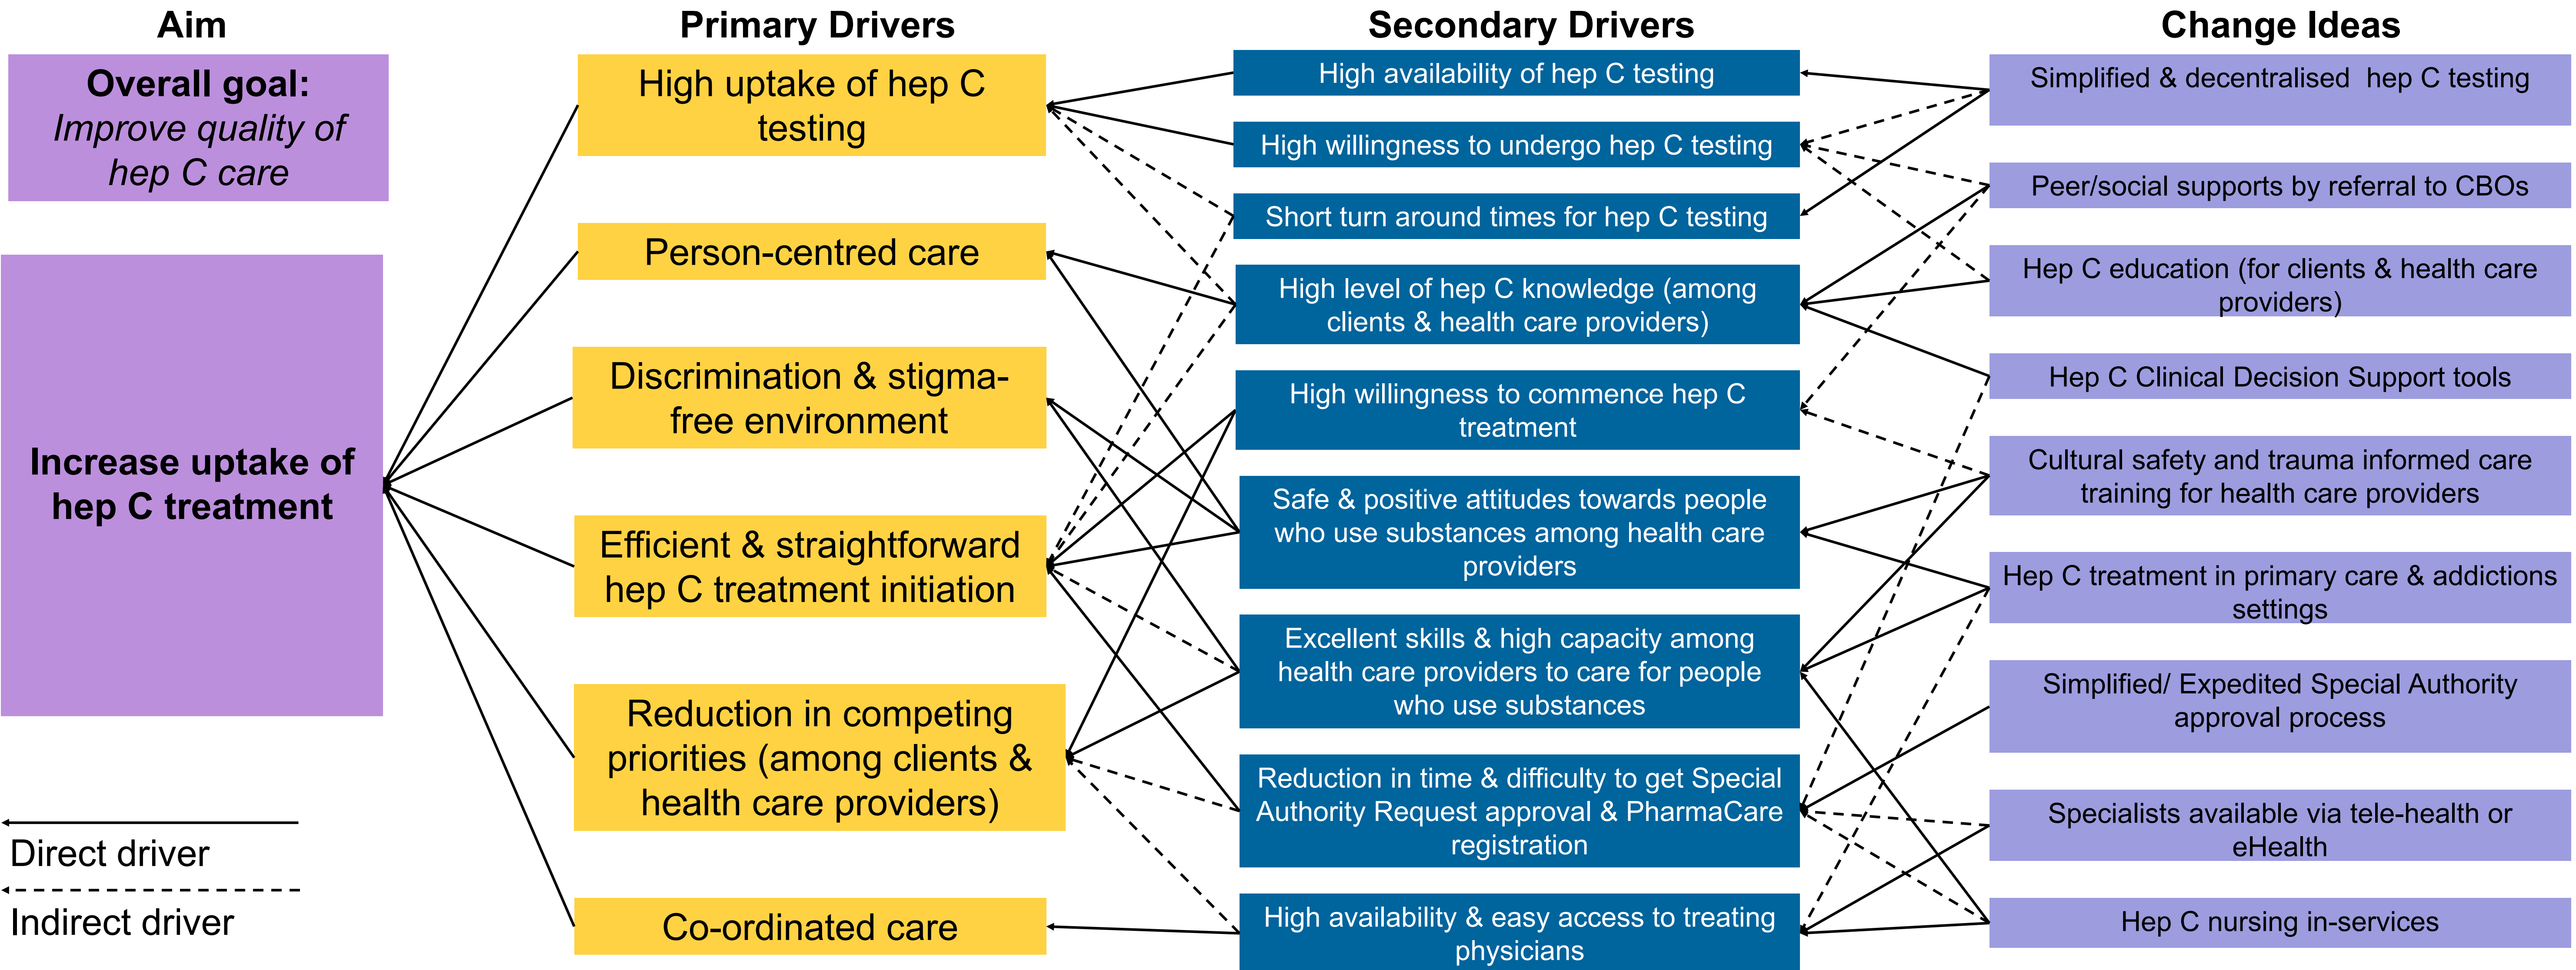 Aim
Overall goal:
Improve quality of
hep C care
Increase uptake of
hep C treatment
Direct driver
Indirect driver
Primary Drivers
High uptake of hep C
testing
Person-centred care
Discrimination & stigma-
free environment
Efficient & straightforward
hep C treatment initiation
Reduction in competing
priorities (among clients &
health care providers)
Co-ordinated care
Secondary Drivers
High availability of hep C testing
High willingness to undergo hep C testing
Short turn around times for hep C testing
High level of hep C knowledge (among
clients & health care providers)
High willingness to commence hep C
treatment
Safe & positive attitudes towards people
who use substances among health care
providers
Excellent skills & high capacity among
health care providers to care for people
who use substances
Reduction in time & difficulty to get Special
Authority Request approval & PharmaCare
registration
High availability & easy access to treating
physicians
Change Ideas
Simplified & decentralised hep C testing
Peer/social supports by referral to CBOs
Hep C education (for clients & health care
providers)
Hep C Clinical Decision Support tools
Cultural safety and trauma informed care
training for health care providers
Hep C treatment in primary care & addictions
settings
Simplified/ Expedited Special Authority
approval process
Specialists available via tele-health or
eHealth
Hep C nursing in-services